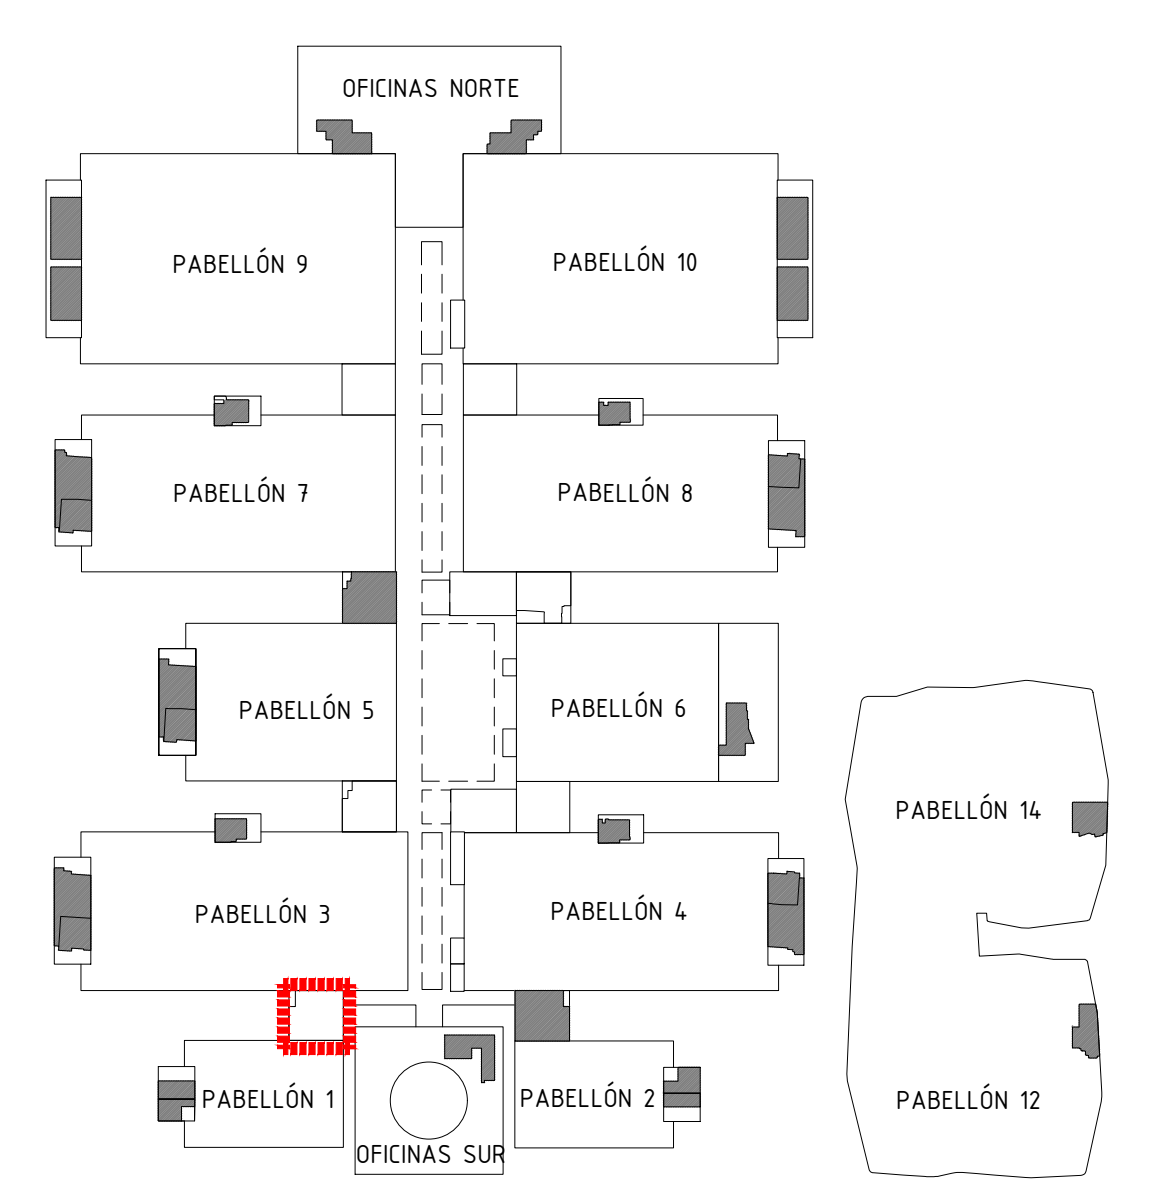 OFICINAS NORTE
PABELLÓN 9
PABELLÓN 10
PABELLÓN 7
PABELLÓN 8
PABELLÓN 5
PABELLÓN 6
PABELLÓN 14
PABELLÓN 3
PABELLÓN 4
PABELLÓN 1
PABELLÓN 2
PABELLÓN 12
OFICINAS SUR